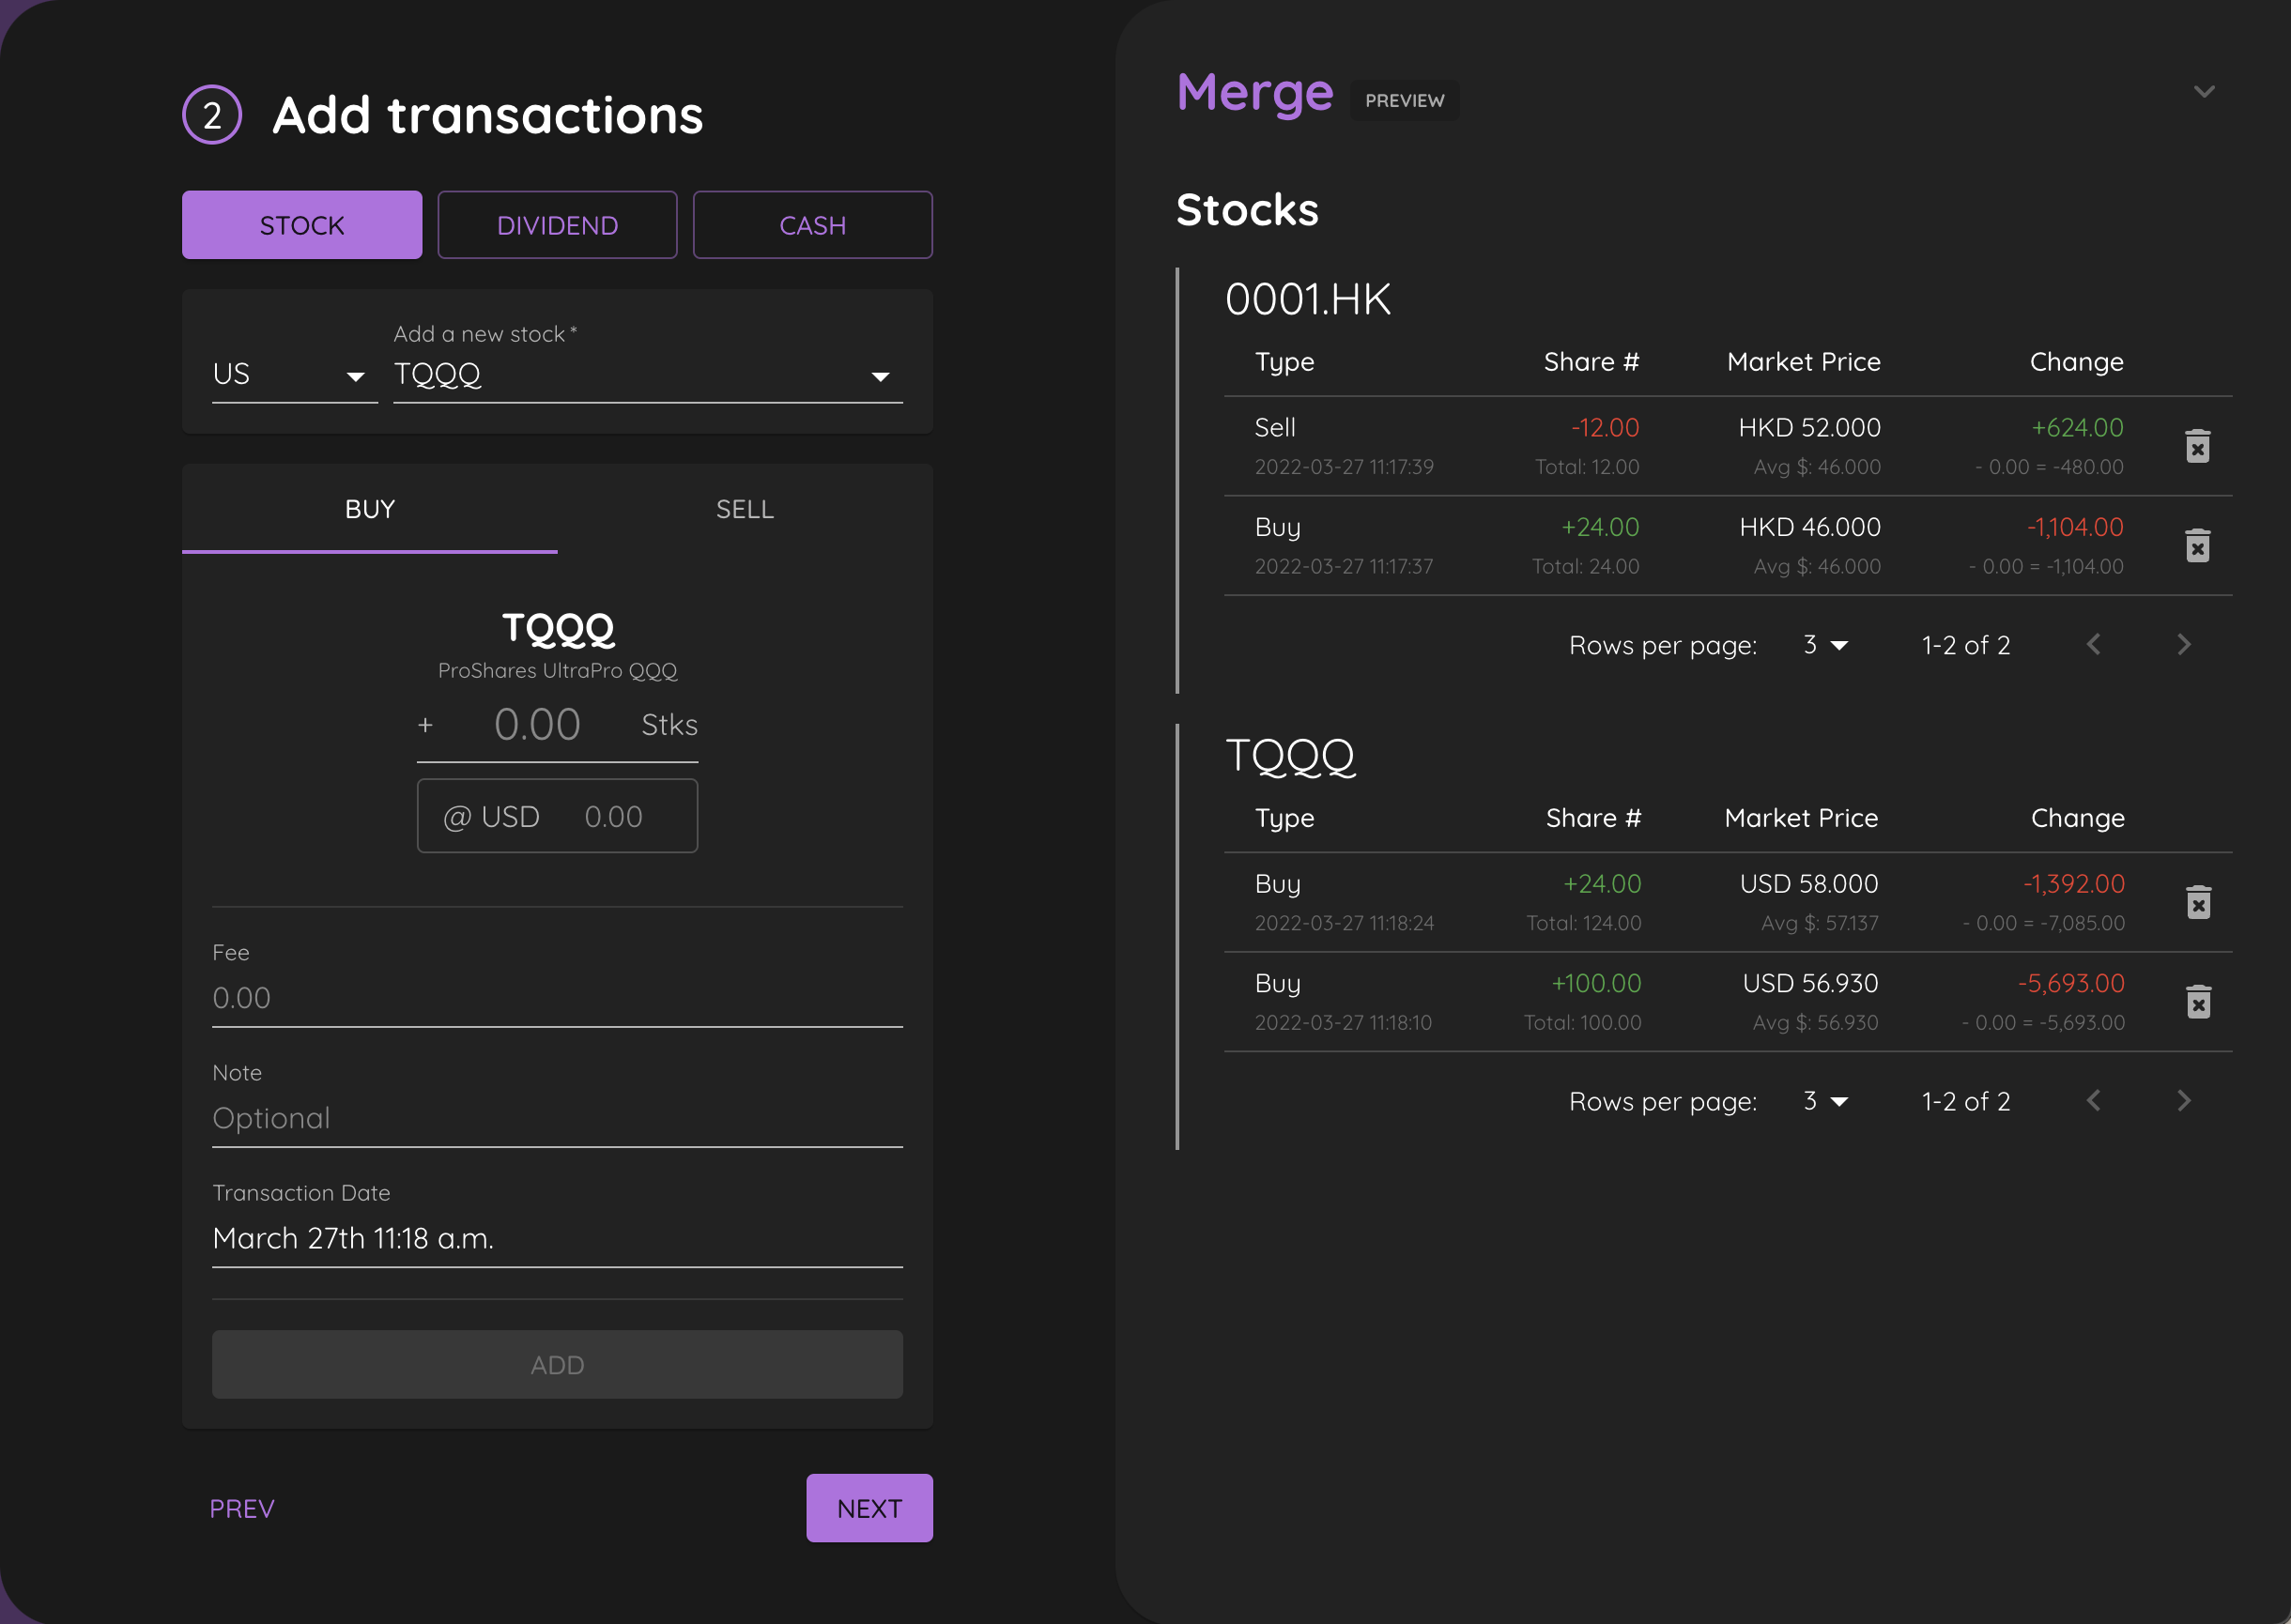 2 Add transactions
STOCK DIVIDEND CASH
Add a new stock *
US TQQQ
BUY SELL
TQQQ
ProShares UltraPro QQQ
+ 0.00 Stks
@ USD 0.00
Fee
0.00
Note
Optional
Transaction Date
March 27th 11:18 a.m.
ADD
PREV NEXT
Merge PREVIEW
Stocks
0001.HK
Type Share # Market Price Change
Sell -12.00 HKD 52.000 +624.00
2022-03-27 11:17:39 Total: 12.00 Avg $: 46.000 - 0.00 = -480.00
Buy +24.00 HKD 46.000 -1,104.00
2022-03-27 11:17:37 Total: 24.00 Avg $: 46.000 - 0.00 = -1,104.00
Rows per page: 3 1-2 of 2
TQQQ
Type Share # Market Price Change
Buy +24.00 USD 58.000 -1,392.00
2022-03-27 11:18:24 Total: 124.00 Avg $: 57.137 - 0.00 = -7,085.00
Buy +100.00 USD 56.930 -5,693.00
2022-03-27 11:18:10 Total: 100.00 Avg $: 56.930 - 0.00 = -5,693.00
Rows per page: 3 1-2 of 2